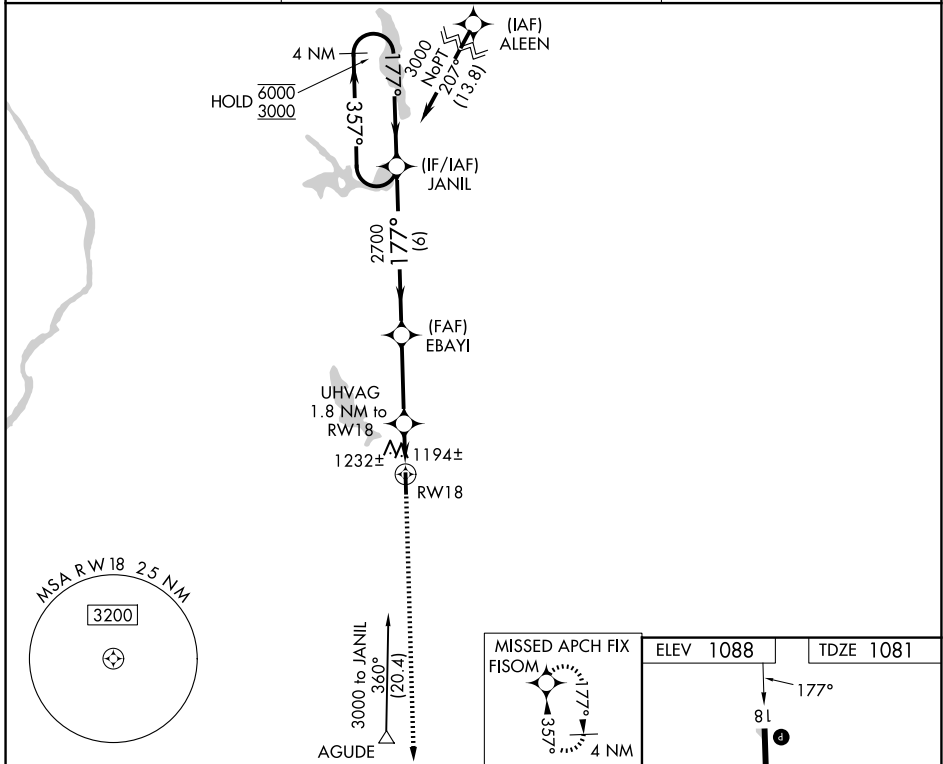 (IAF)
ALEEN
4 NM
177°
3000
NoPT
207°
(13.8)
HOLD 6000
3000
357°
(IF/IAF)
JANIL
2700
177°
(6)
(FAF)
EBAYI
UHVAG
1.8 NM to
RW18
1232±
1194±
RW18
MSA RW18 25 NM
3200
3000 to JANIL
360°
(20.4)
AGUDE
MISSED APCH FIX
FISOM
177°
357°
4 NM
ELEV 1088
TDZE 1081
177°
18
P